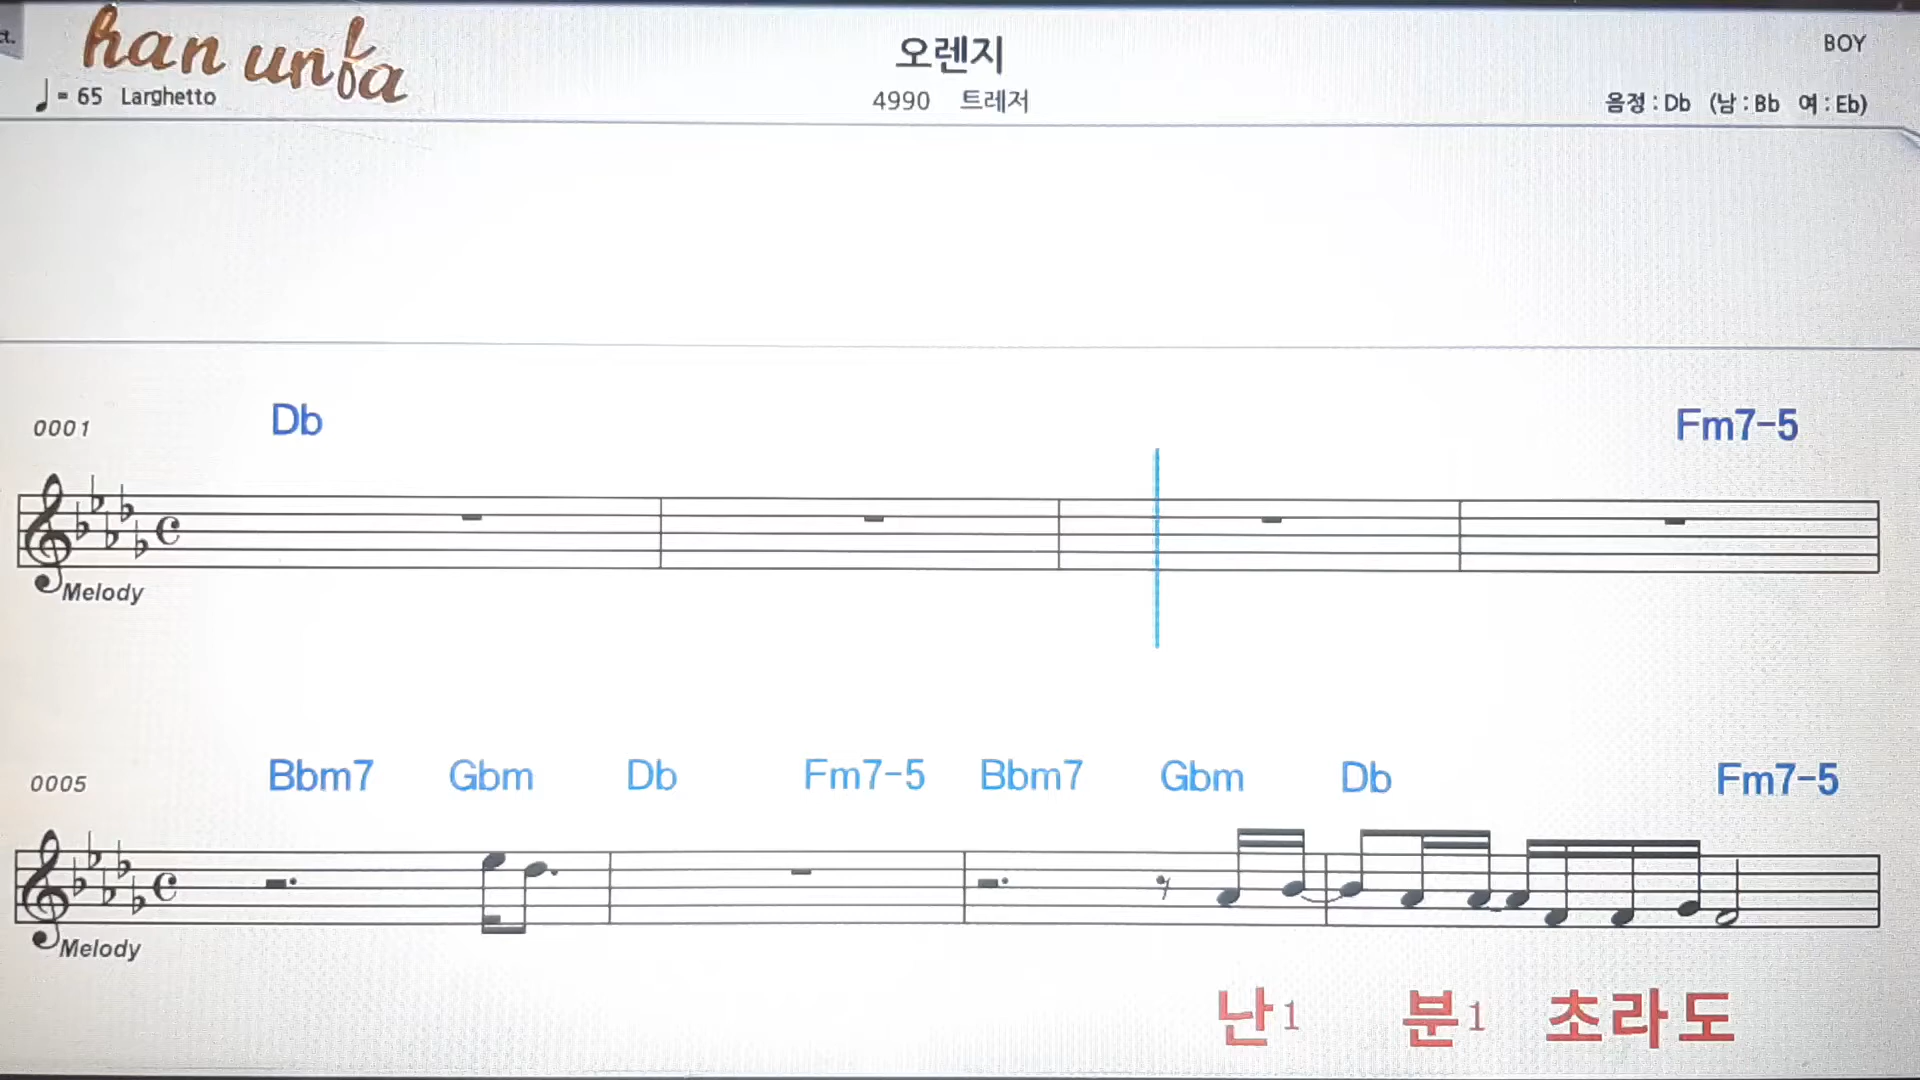 han unfa
오렌지
BOY
♩= 65 Larghetto
4990 트레저
음정 : Db (남 : Bb 여 : Eb)
0001 Db Fm7-5
Melody
0005 Bbm7 Gbm Db Fm7-5 Bbm7 Gbm Db Fm7-5
Melody
난1 분1 초라도